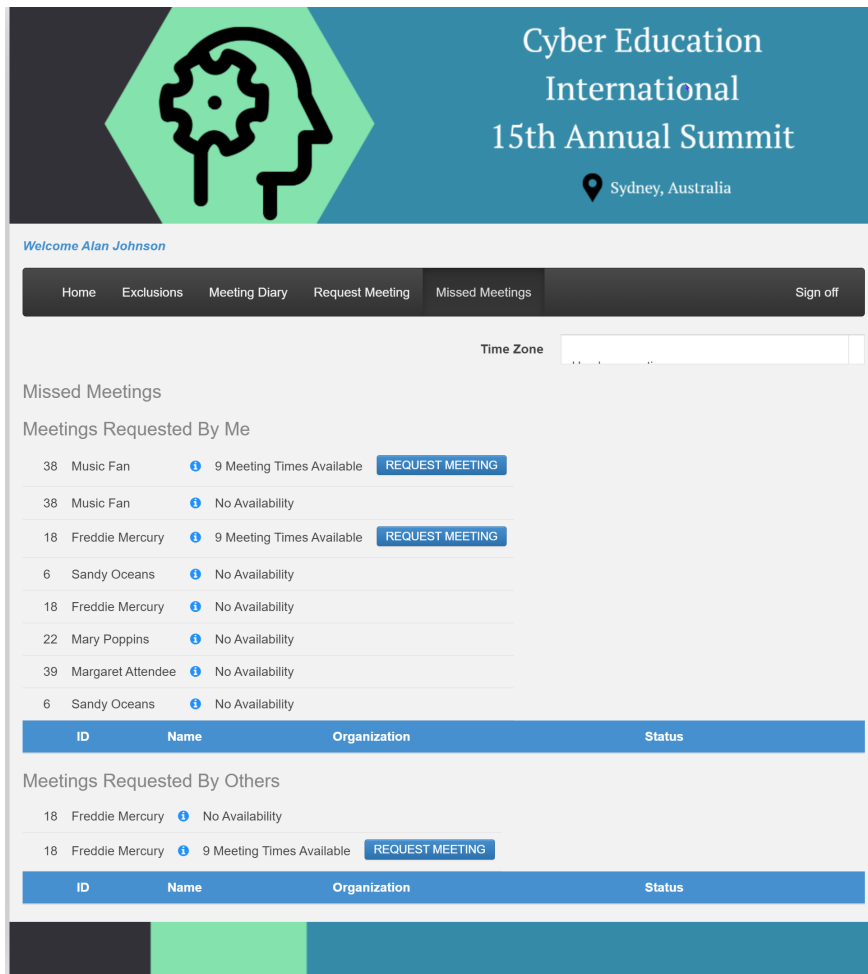 Cyber Education
International
15th Annual Summit
Sydney, Australia
Welcome Alan Johnson
Home Exclusions Meeting Diary Request Meeting Missed Meetings Sign off
Time Zone
Missed Meetings
Meetings Requested By Me
38 Music Fan 9 Meeting Times Available REQUEST MEETING
38 Music Fan No Availability
18 Freddie Mercury 9 Meeting Times Available REQUEST MEETING
6 Sandy Oceans No Availability
18 Freddie Mercury No Availability
22 Mary Poppins No Availability
39 Margaret Attendee No Availability
6 Sandy Oceans No Availability
ID Name Organization Status
Meetings Requested By Others
18 Freddie Mercury No Availability
18 Freddie Mercury 9 Meeting Times Available REQUEST MEETING
ID Name Organization Status